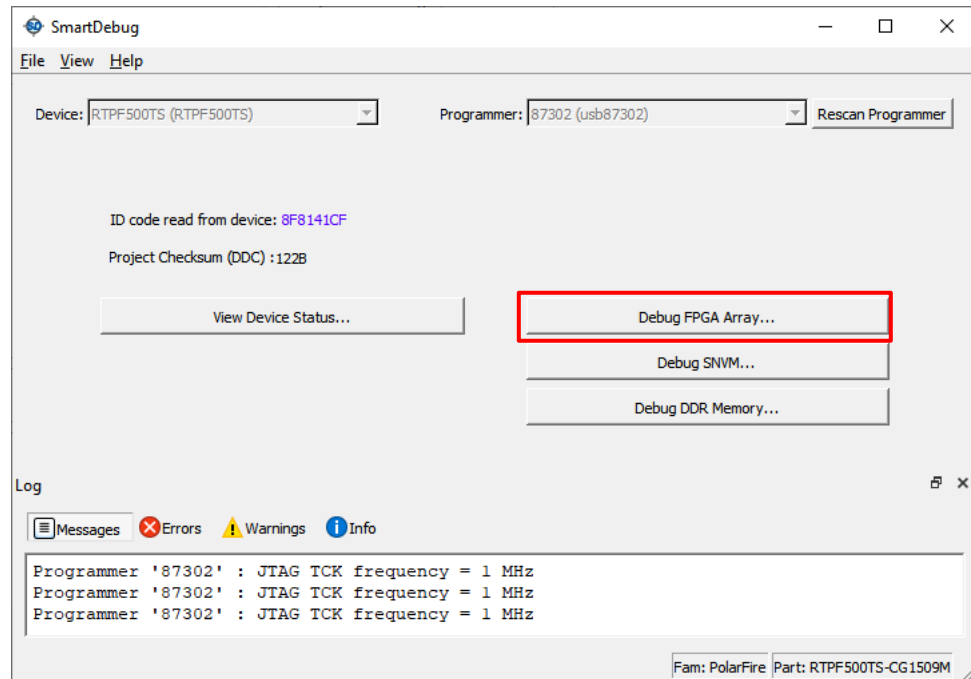 SmartDebug
File View Help
Device: RTPF500TS (RTPF500TS) Programmer: 87302 (usb87302) Rescan Programmer
ID code read from device: 8F8141CF
Project Checksum (DDC) :122B
View Device Status... Debug FPGA Array...
Debug SNVM...
Debug DDR Memory...
Log
Messages Errors Warnings Info
Programmer '87302' : JTAG TCK frequency = 1 MHz
Programmer '87302' : JTAG TCK frequency = 1 MHz
Programmer '87302' : JTAG TCK frequency = 1 MHz
Fam: PolarFire Part: RTPF500TS-CG1509M